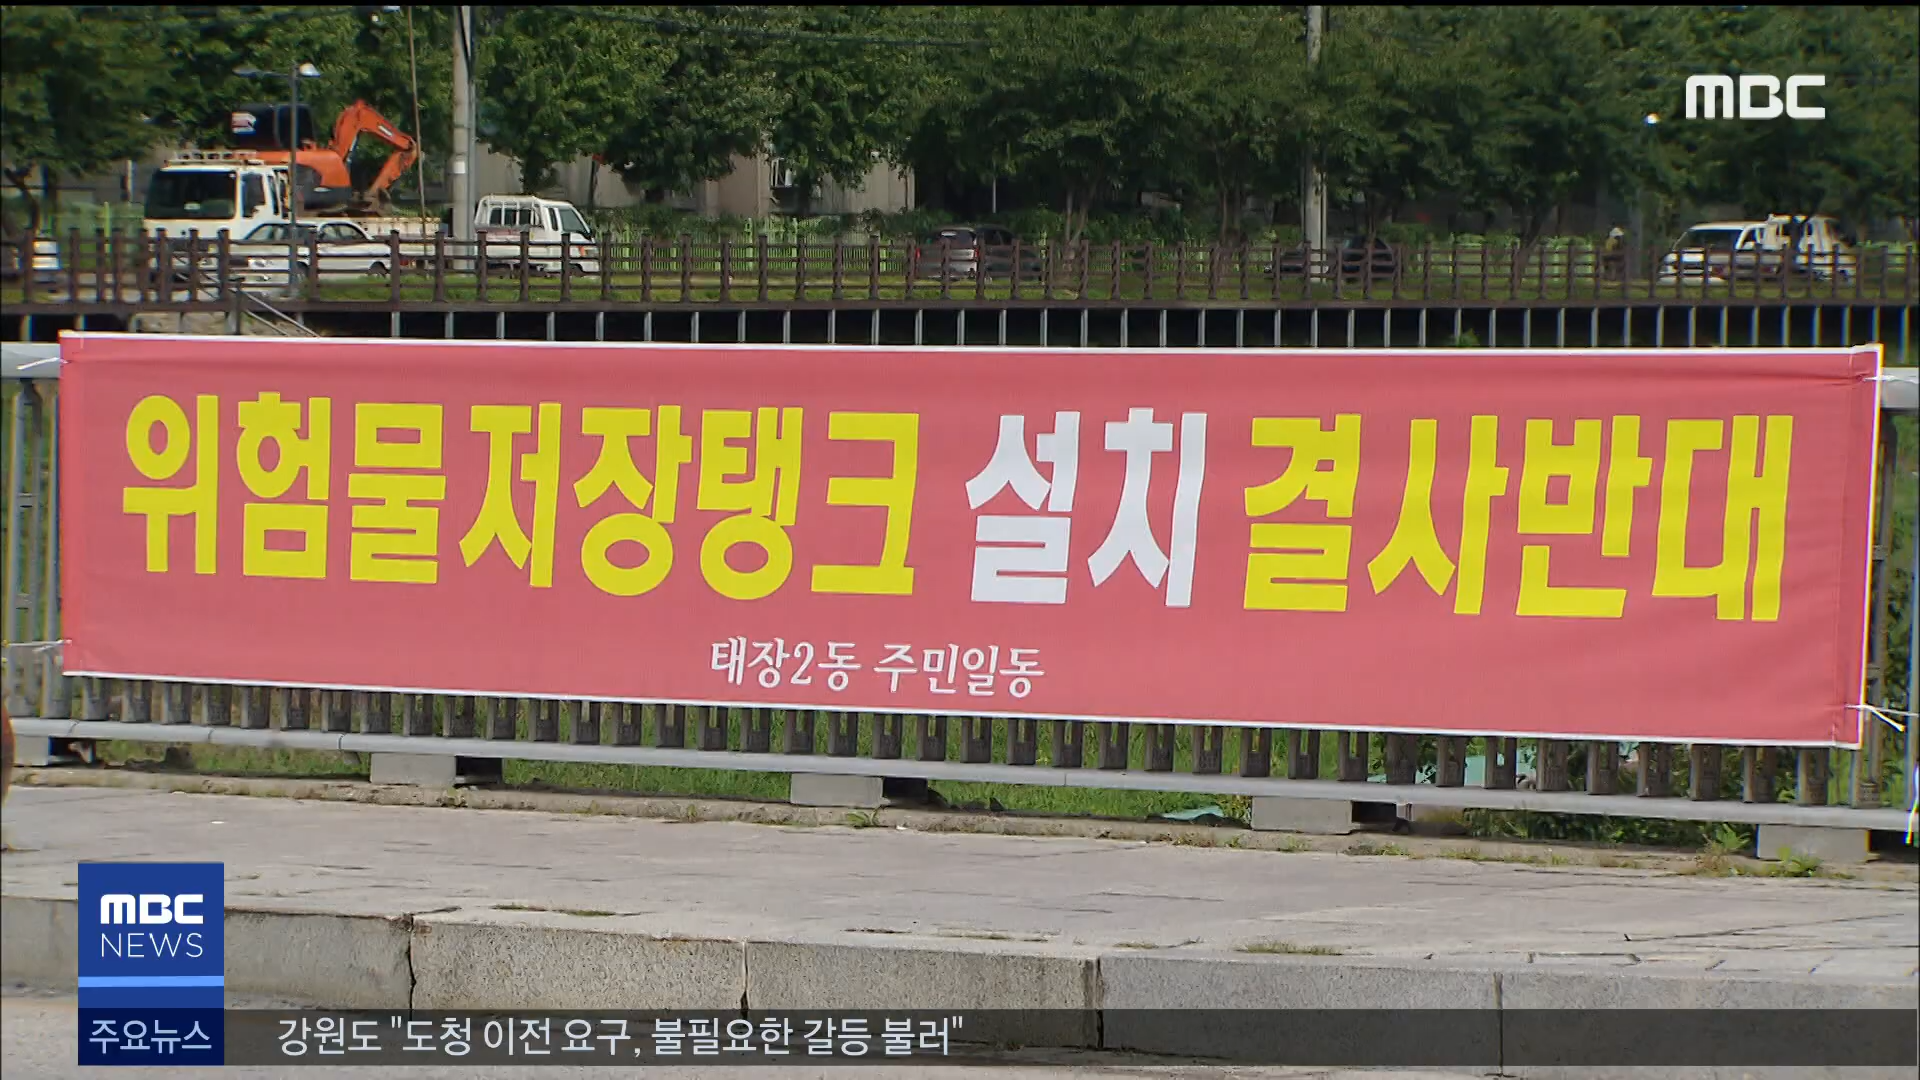 MBC
위험물저장탱크 설치 결사반대
태장2동 주민일동
MBC
NEWS
주요뉴스
강원도 "도청 이전 요구, 불필요한 갈등 불러"